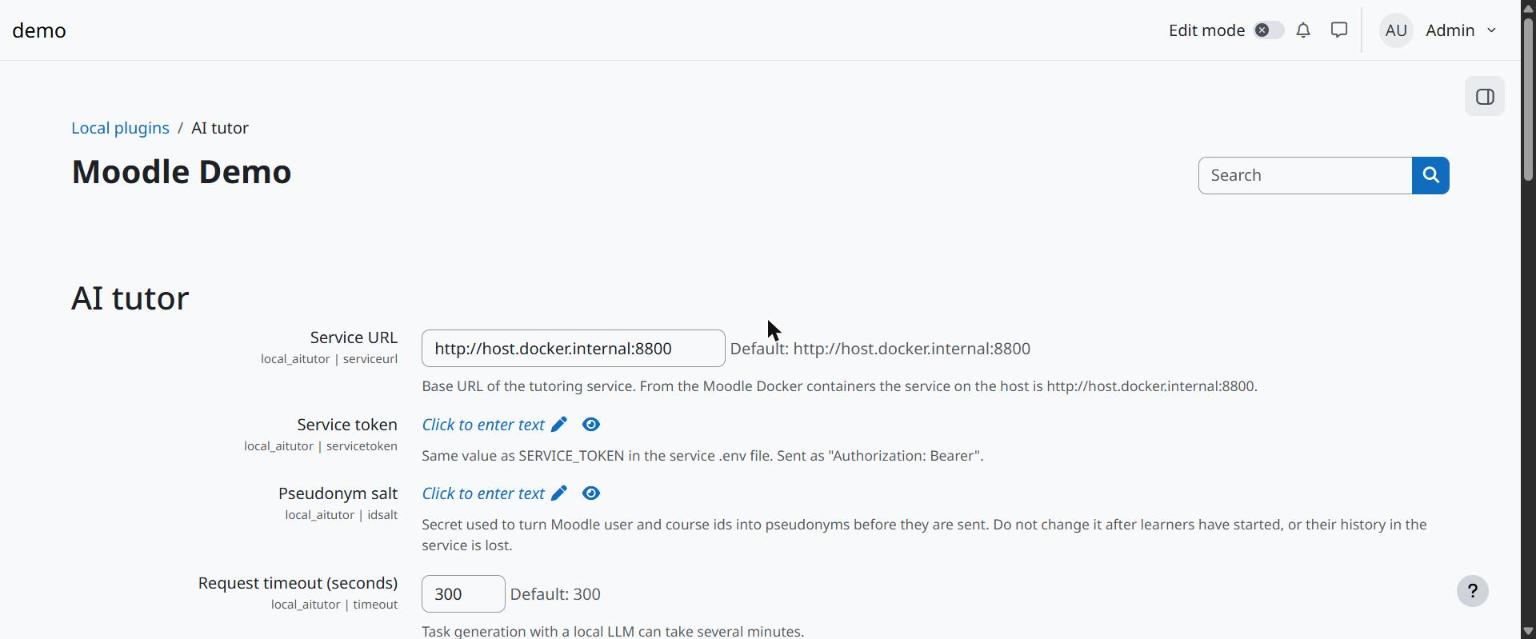 demo
Edit mode
AU
Admin
Local plugins / AI tutor
Moodle Demo
Search
AI tutor
Service URL
local_aitutor | serviceurl
http://host.docker.internal:8800
Default: http://host.docker.internal:8800
Base URL of the tutoring service. From the Moodle Docker containers the service on the host is http://host.docker.internal:8800.
Service token
local_aitutor | servicetoken
Click to enter text
Same value as SERVICE_TOKEN in the service .env file. Sent as "Authorization: Bearer".
Pseudonym salt
local_aitutor | idsalt
Click to enter text
Secret used to turn Moodle user and course ids into pseudonyms before they are sent. Do not change it after learners have started, or their history in the
service is lost.
Request timeout (seconds)
local_aitutor | timeout
300
Default: 300
Task generation with a local LLM can take several minutes.
?